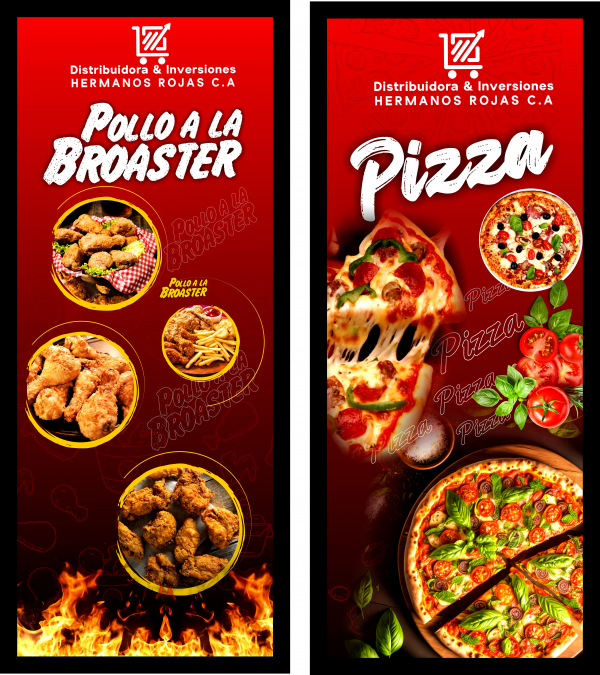 Distribuidora & Inversiones
HERMANOS ROJAS C.A
POLLO A LA
BROASTER
POLLO A LA
BROASTER
POLLO A LA
BROASTER
POLLO A LA
BROASTER
Distribuidora & Inversiones
HERMANOS ROJAS C.A
Pizza
Pizza
Pizza
Pizza
Pizza
Pizza